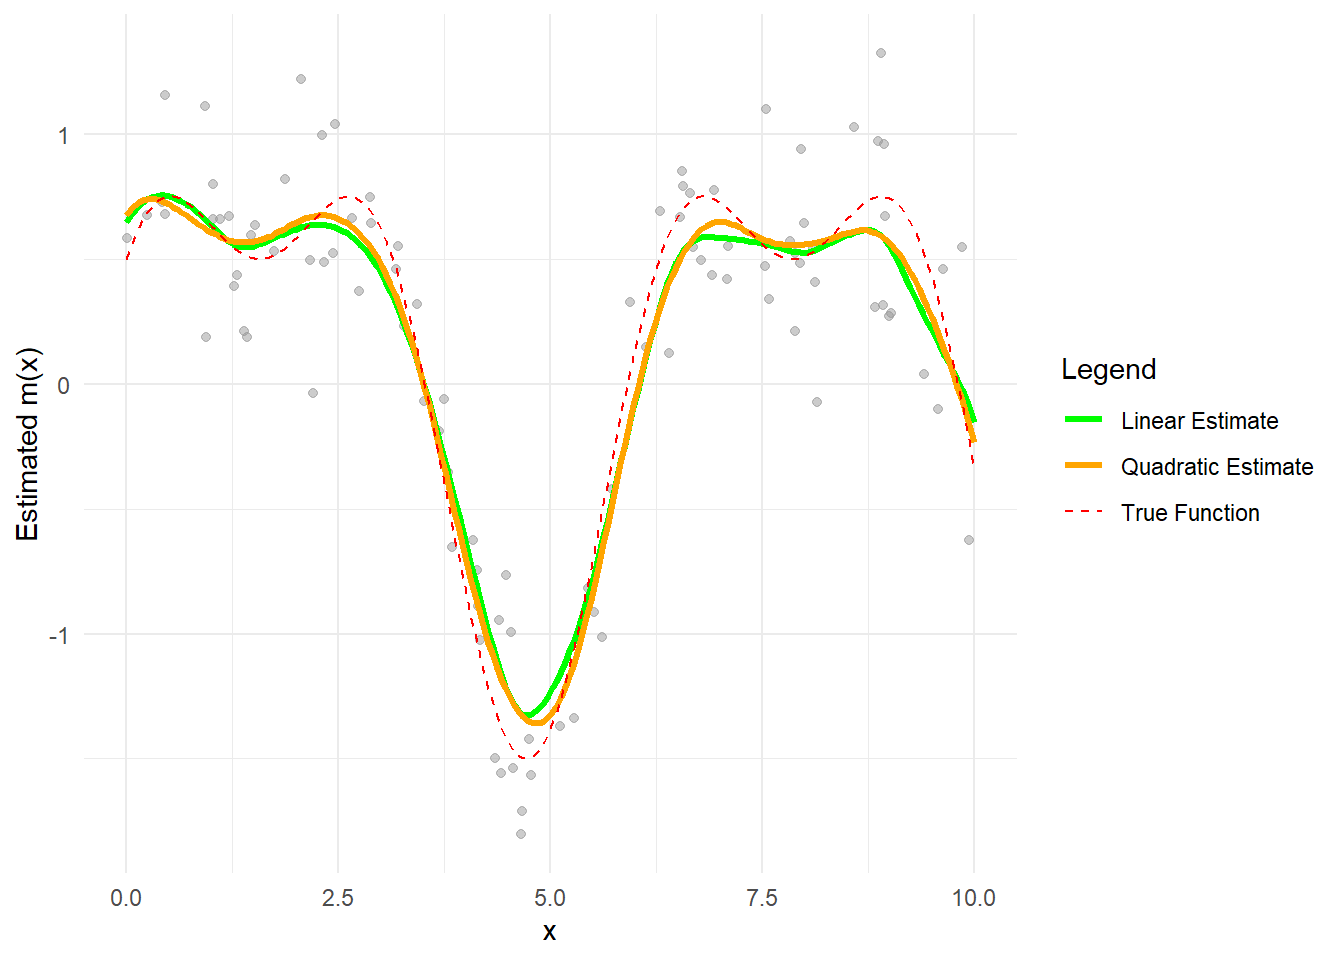 1
0
-1
Estimated m(x)
0.0
2.5
5.0
7.5
10.0
x
Legend
Linear Estimate
Quadratic Estimate
True Function